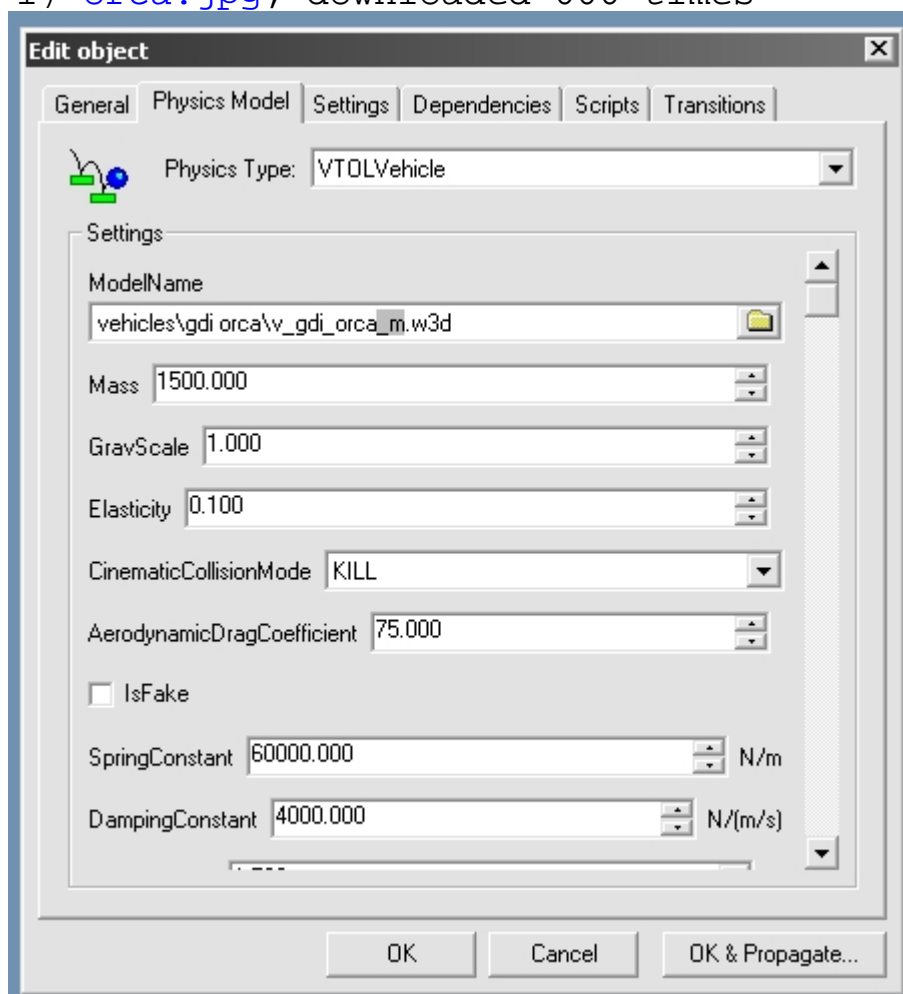 Edit object
General Physics Model Settings Dependencies Scripts Transitions
Physics Type: VTOLVehicle
Settings
ModelName
vehicles\gdi orca\v_gdi_orca_m.w3d
Mass 1500.000
GravScale 1.000
Elasticity 0.100
CinematicCollisionMode KILL
AerodynamicDragCoefficient 75.000
IsFake
SpringConstant 60000.000 N/m
DampingConstant 4000.000 N/(m/s)
OK Cancel OK & Propagate...